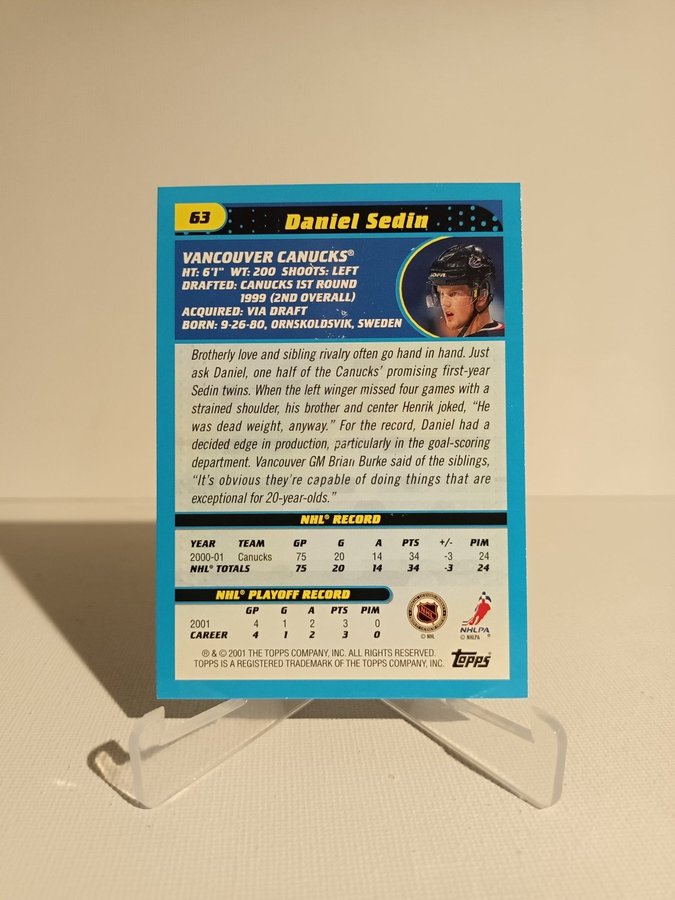 63 Daniel Sedin
VANCOUVER CANUCKS®
HT: 6'1" WT: 200 SHOOTS: LEFT
DRAFTED: CANUCKS 1ST ROUND
1999 (2ND OVERALL)
ACQUIRED: VIA DRAFT
BORN: 9-26-80, ORNSKOLDSVIK, SWEDEN
Brotherly love and sibling rivalry often go hand in hand. Just
ask Daniel, one half of the Canucks' promising first-year
Sedin twins. When the left winger missed four games with a
strained shoulder, his brother and center Henrik joked, "He
was dead weight, anyway." For the record, Daniel had a
decided edge in production, particularly in the goal-scoring
department. Vancouver GM Brian Burke said of the siblings,
"It's obvious they're capable of doing things that are
exceptional for 20-year-olds."
NHL® RECORD
YEAR TEAM GP G A PTS +/- PIM
2000-01 Canucks 75 20 14 34 -3 24
NHL® TOTALS 75 20 14 34 -3 24
NHL® PLAYOFF RECORD
GP G A PTS PIM
2001 4 1 2 3 0
CAREER 4 1 2 3 0
NHL
© NHL
NHLPA
® © NHLPA
® & © 2001 THE TOPPS COMPANY, INC. ALL RIGHTS RESERVED.
TOPPS IS A REGISTERED TRADEMARK OF THE TOPPS COMPANY, INC.
Topps®